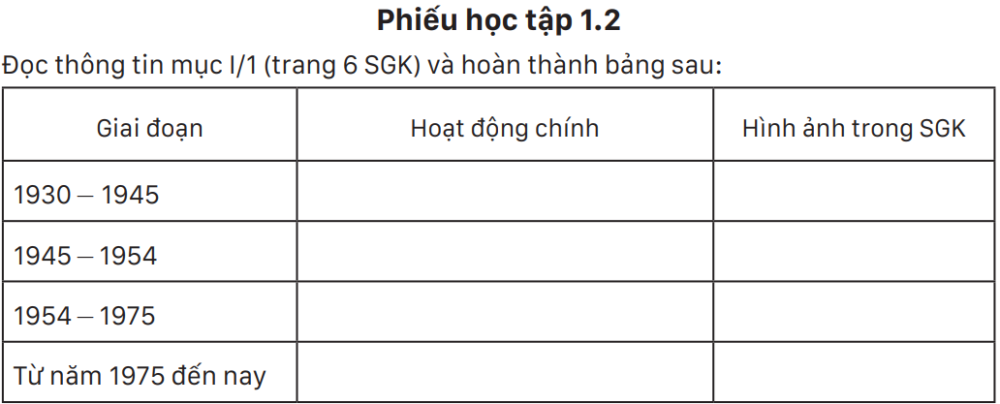 Phiếu học tập 1.2
Đọc thông tin mục I/1 (trang 6 SGK) và hoàn thành bảng sau:
Giai đoạn Hoạt động chính Hình ảnh trong SGK
1930 – 1945
1945 – 1954
1954 – 1975
Từ năm 1975 đến nay